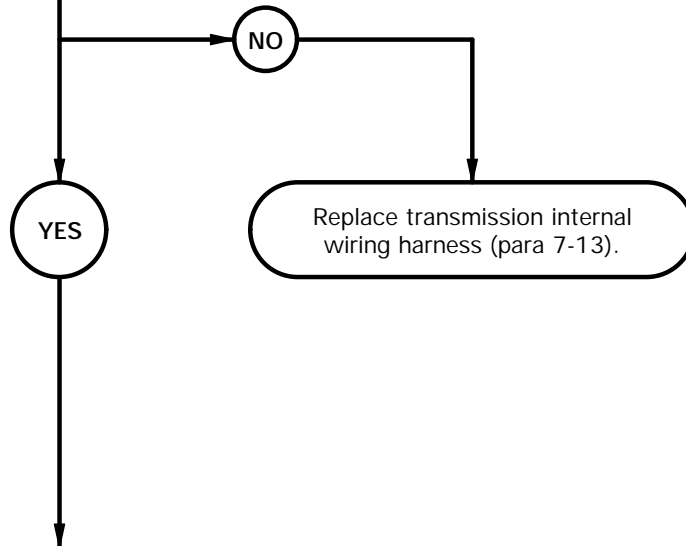 NO
YES
Replace transmission internal
wiring harness (para 7-13).